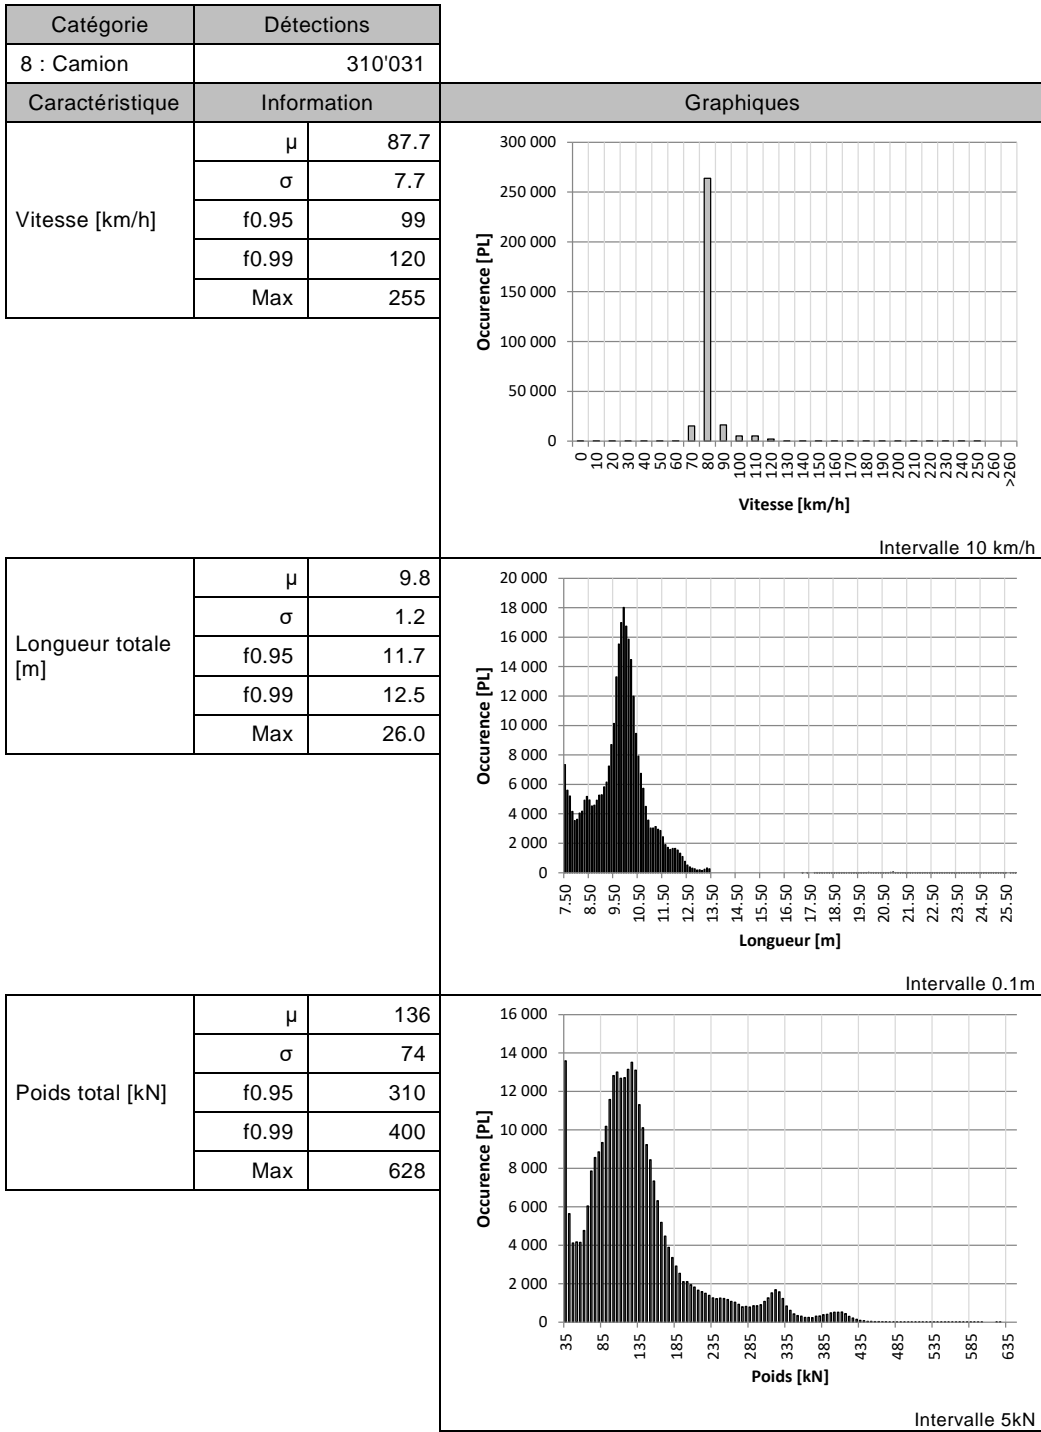 Catégorie Détections
8 : Camion 310'031
Caractéristique Information Graphiques
Vitesse [km/h]
µ 87.7
σ 7.7
f0.95 99
f0.99 120
Max 255
300 000
250 000
200 000
150 000
100 000
50 000
0
Occurence [PL]
0 10 20 30 40 50 60 70 80 90 100 110 120 130 140 150 160 170 180 190 200 210 220 230 240 250 260 >260
Vitesse [km/h]
Intervalle 10 km/h
Longueur totale
[m]
µ 9.8
σ 1.2
f0.95 11.7
f0.99 12.5
Max 26.0
20 000
18 000
16 000
14 000
12 000
10 000
8 000
6 000
4 000
2 000
0
Occurence [PL]
7.50 8.50 9.50 10.50 11.50 12.50 13.50 14.50 15.50 16.50 17.50 18.50 19.50 20.50 21.50 22.50 23.50 24.50 25.50
Longueur [m]
Intervalle 0.1m
Poids total [kN]
µ 136
σ 74
f0.95 310
f0.99 400
Max 628
16 000
14 000
12 000
10 000
8 000
6 000
4 000
2 000
0
Occurence [PL]
35 85 135 185 235 285 335 385 435 485 535 585 635
Poids [kN]
Intervalle 5kN